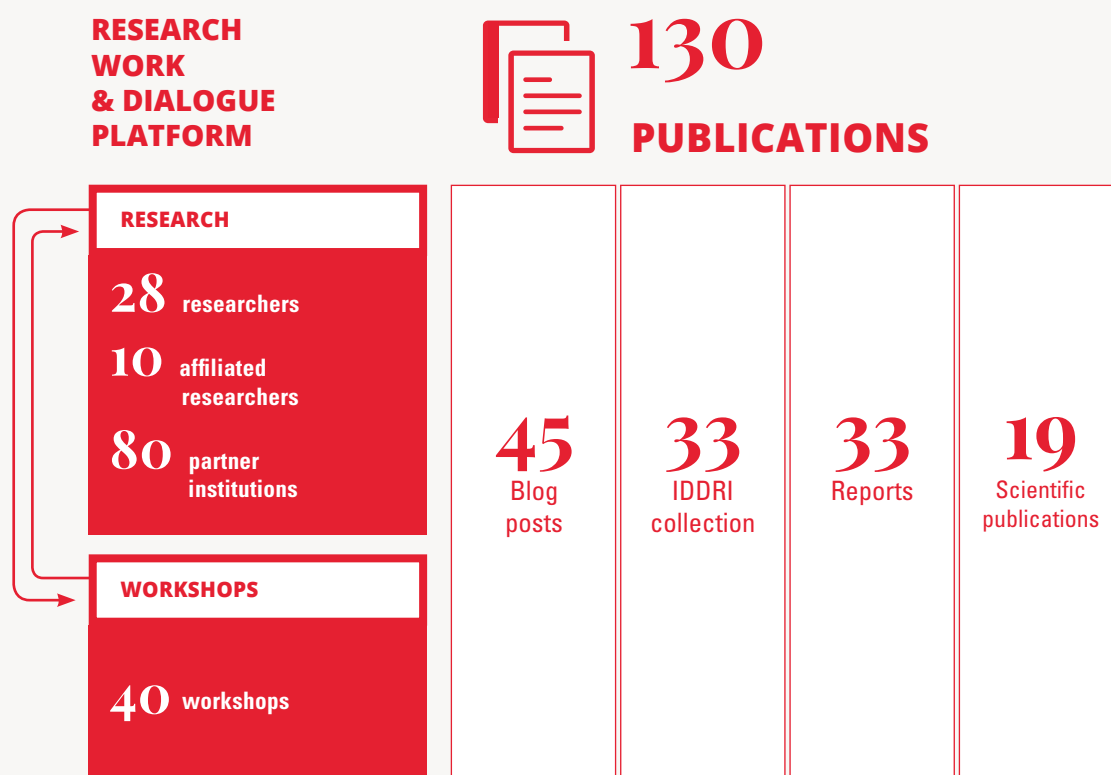 RESEARCH
WORK
& DIALOGUE
PLATFORM
130
PUBLICATIONS
RESEARCH
28 researchers
10 affiliated
researchers
80 partner
institutions
WORKSHOPS
40 workshops
45
Blog
posts
33
IDDRI
collection
33
Reports
19
Scientific
publications